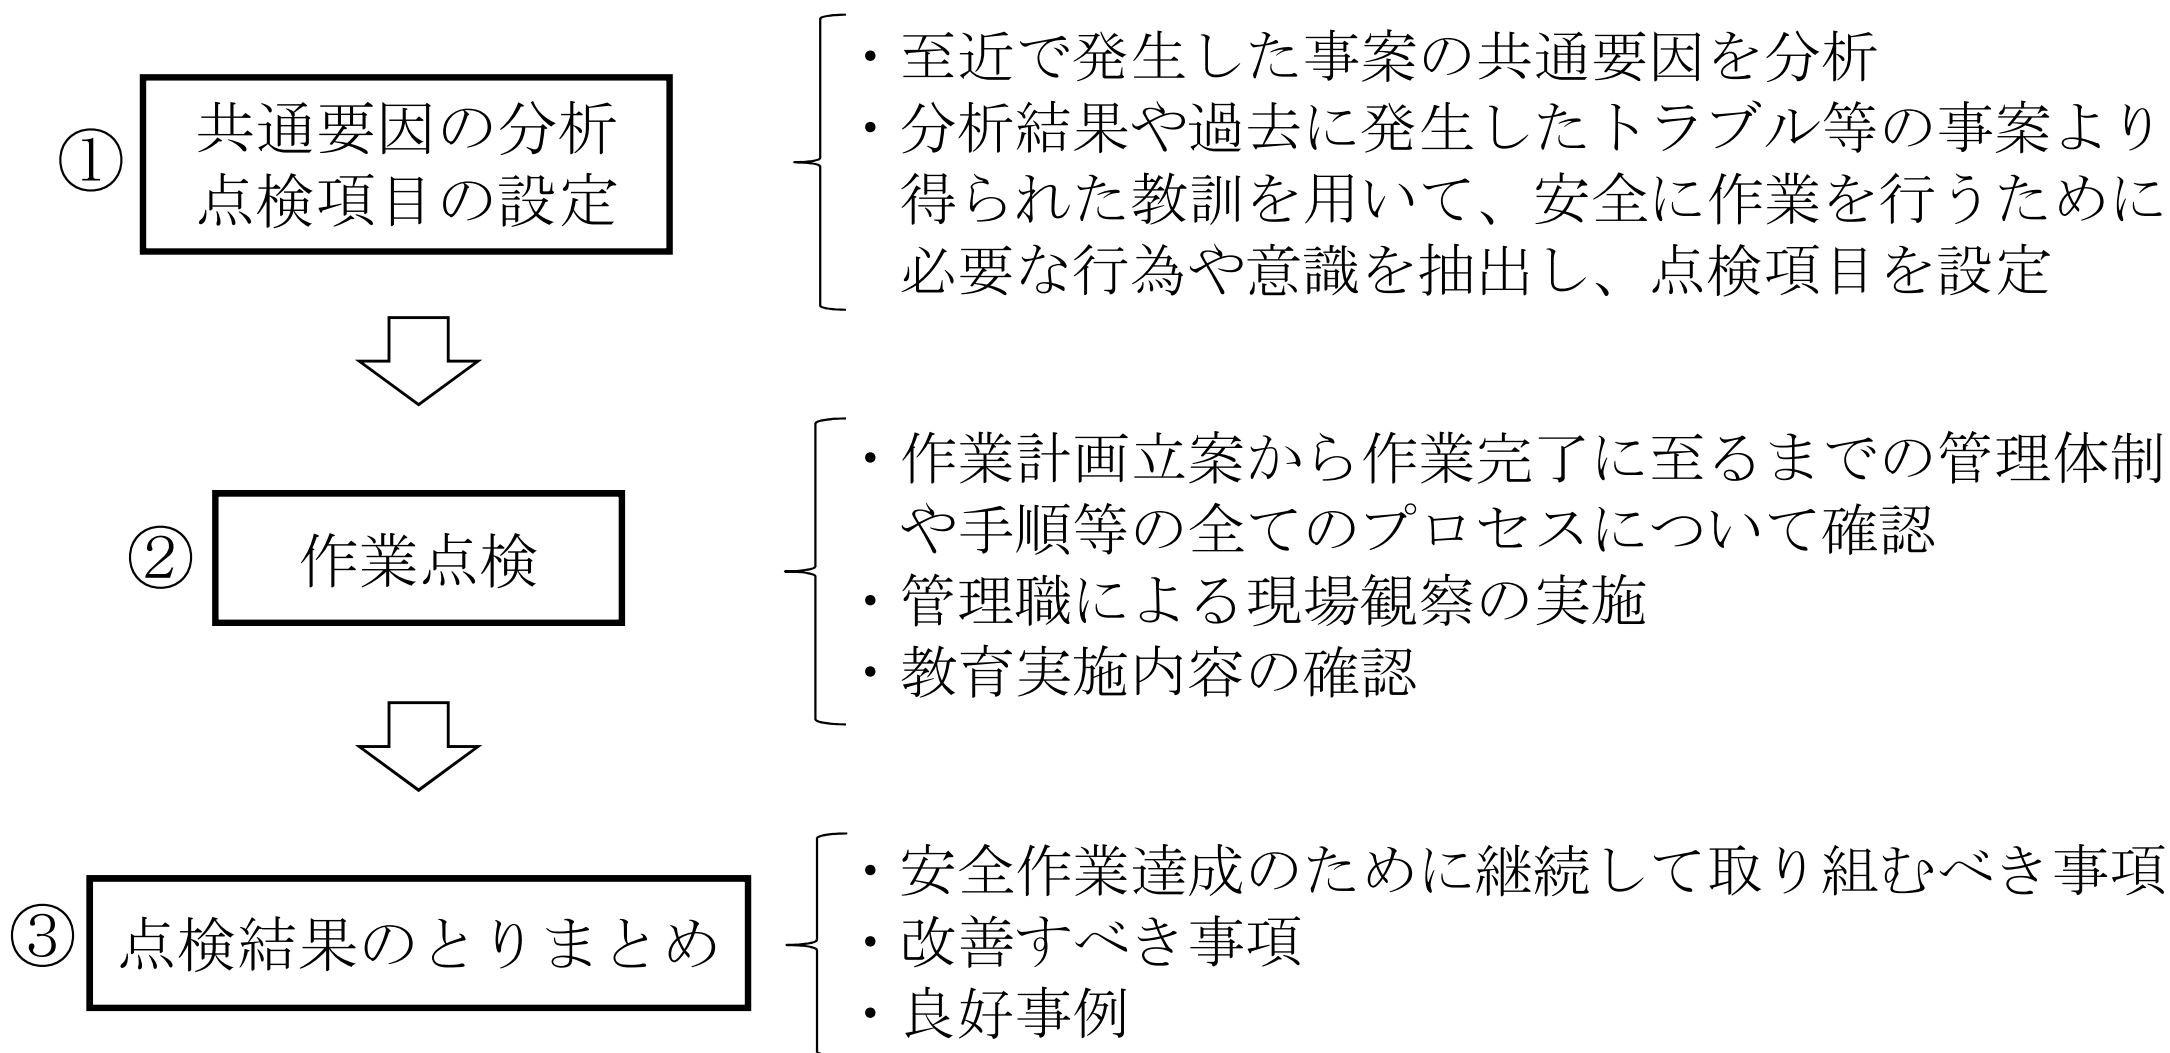 ①
共通要因の分析
点検項目の設定
・至近で発生した事案の共通要因を分析
・分析結果や過去に発生したトラブル等の事案より
得られた教訓を用いて、安全に作業を行うために
必要な行為や意識を抽出し、点検項目を設定
②
作業点検
・作業計画立案から作業完了に至るまでの管理体制
や手順等の全てのプロセスについて確認
・管理職による現場観察の実施
・教育実施内容の確認
③
点検結果のとりまとめ
・安全作業達成のために継続して取り組むべき事項
・改善すべき事項
・良好事例